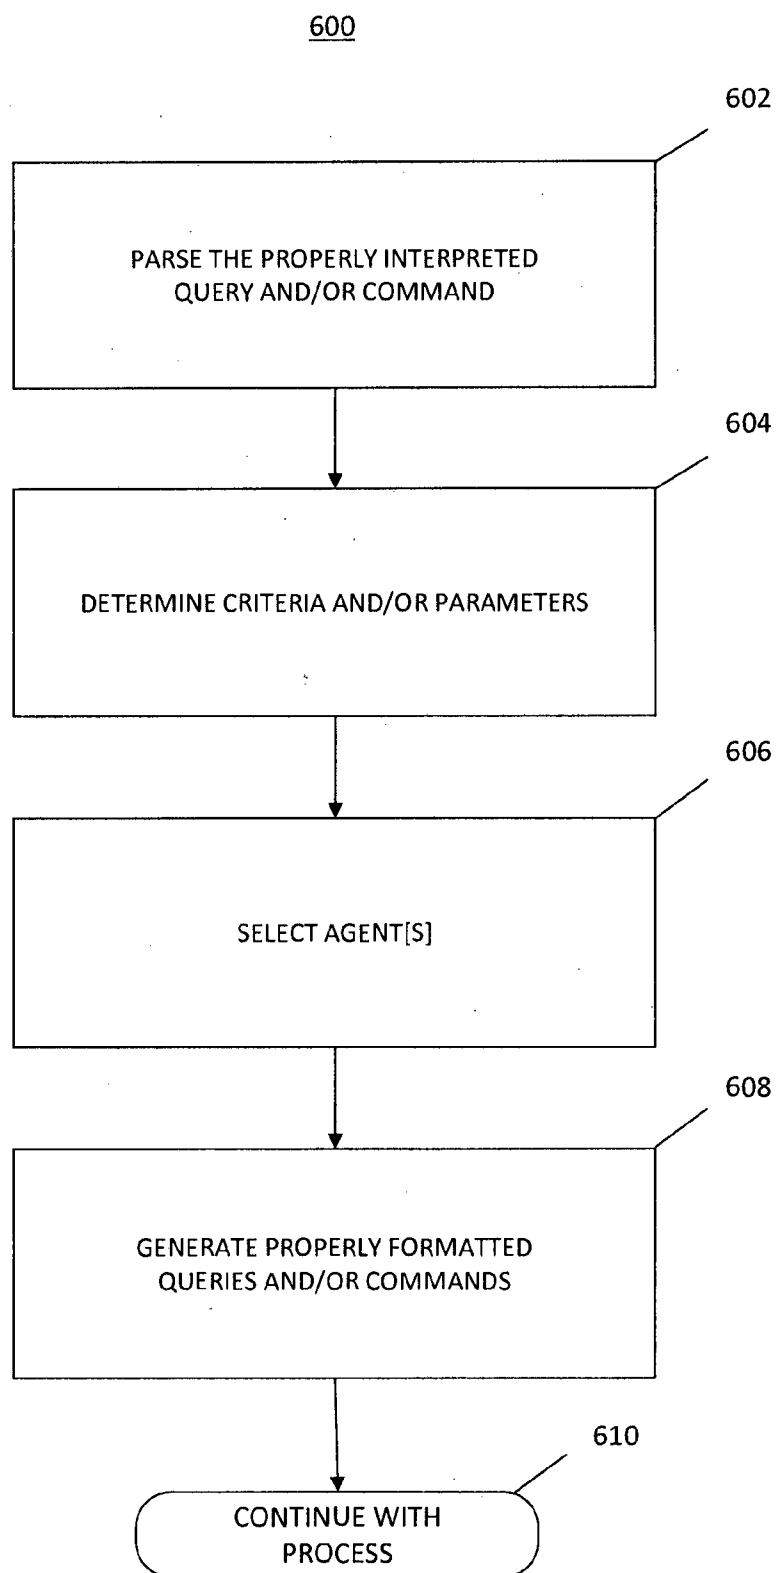 600
602
PARSE THE PROPERLY INTERPRETED
QUERY AND/OR COMMAND
604
DETERMINE CRITERIA AND/OR PARAMETERS
606
SELECT AGENT[S]
608
GENERATE PROPERLY FORMATTED
QUERIES AND/OR COMMANDS
610
CONTINUE WITH
PROCESS